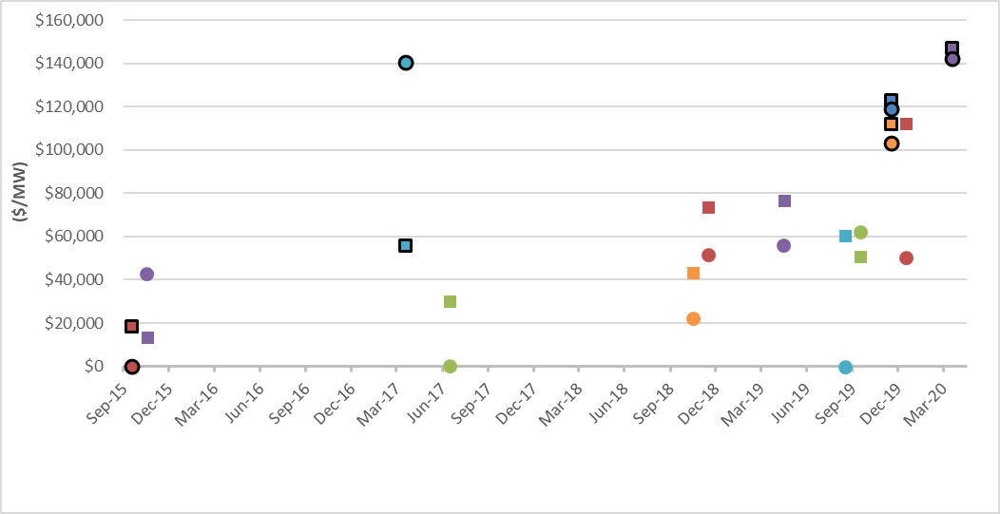 $160,000
$140,000
$120,000
$100,000
$80,000
$60,000
$40,000
$20,000
$0
($/MW)
Sep-15
Dec-15
Mar-16
Jun-16
Sep-16
Dec-16
Mar-17
Jun-17
Sep-17
Dec-17
Mar-18
Jun-18
Sep-18
Dec-18
Mar-19
Jun-19
Sep-19
Dec-19
Mar-20